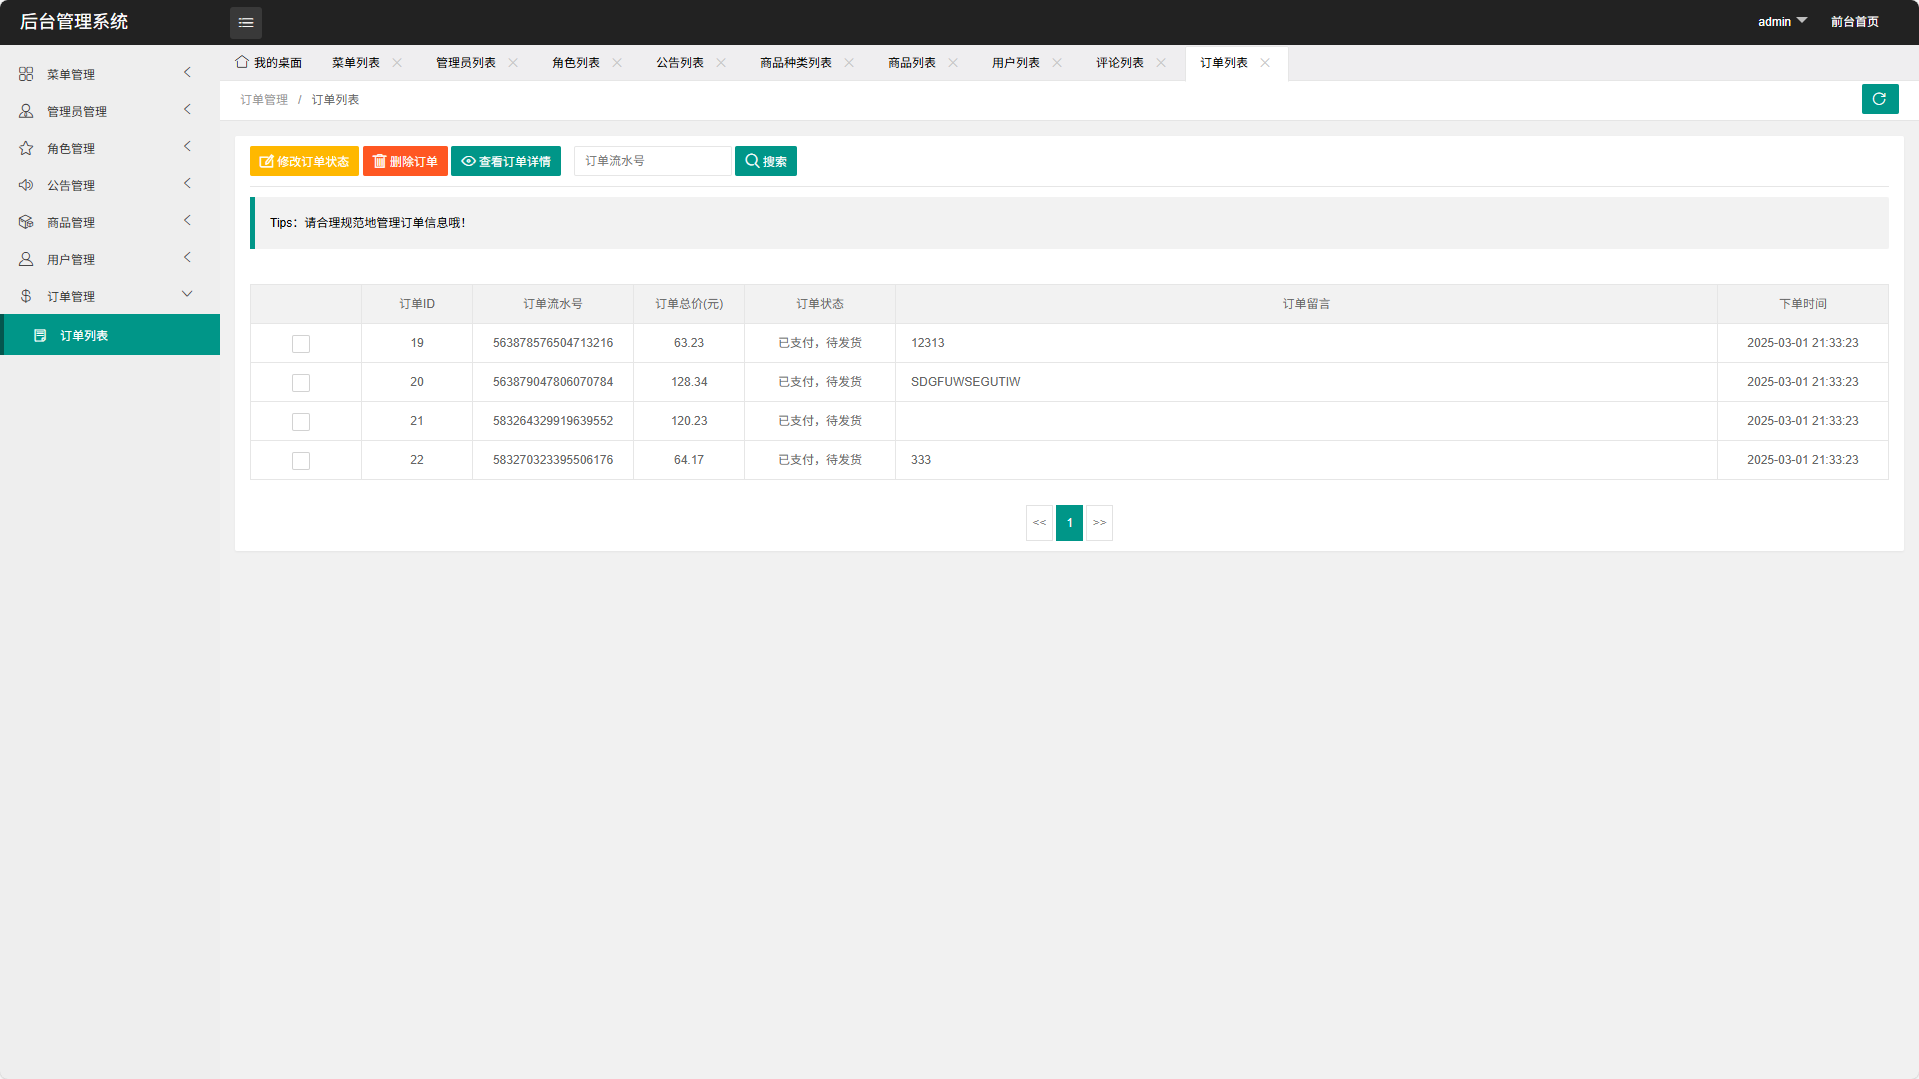 后台管理系统
admin 前台首页
菜单管理
管理员管理
角色管理
公告管理
商品管理
用户管理
订单管理
订单列表
我的桌面 菜单列表 管理员列表 角色列表 公告列表 商品种类列表 商品列表 用户列表 评论列表 订单列表
订单管理 / 订单列表
修改订单状态 删除订单 查看订单详情 订单流水号 搜索
Tips：请合理规范地管理订单信息哦！
订单ID 订单流水号 订单总价(元) 订单状态 订单留言 下单时间
19 563878576504713216 63.23 已支付，待发货 12313 2025-03-01 21:33:23
20 563879047806070784 128.34 已支付，待发货 SDGFUWSEGUTIW 2025-03-01 21:33:23
21 583264329919639552 120.23 已支付，待发货 2025-03-01 21:33:23
22 583270323395506176 64.17 已支付，待发货 333 2025-03-01 21:33:23
<< 1 >>